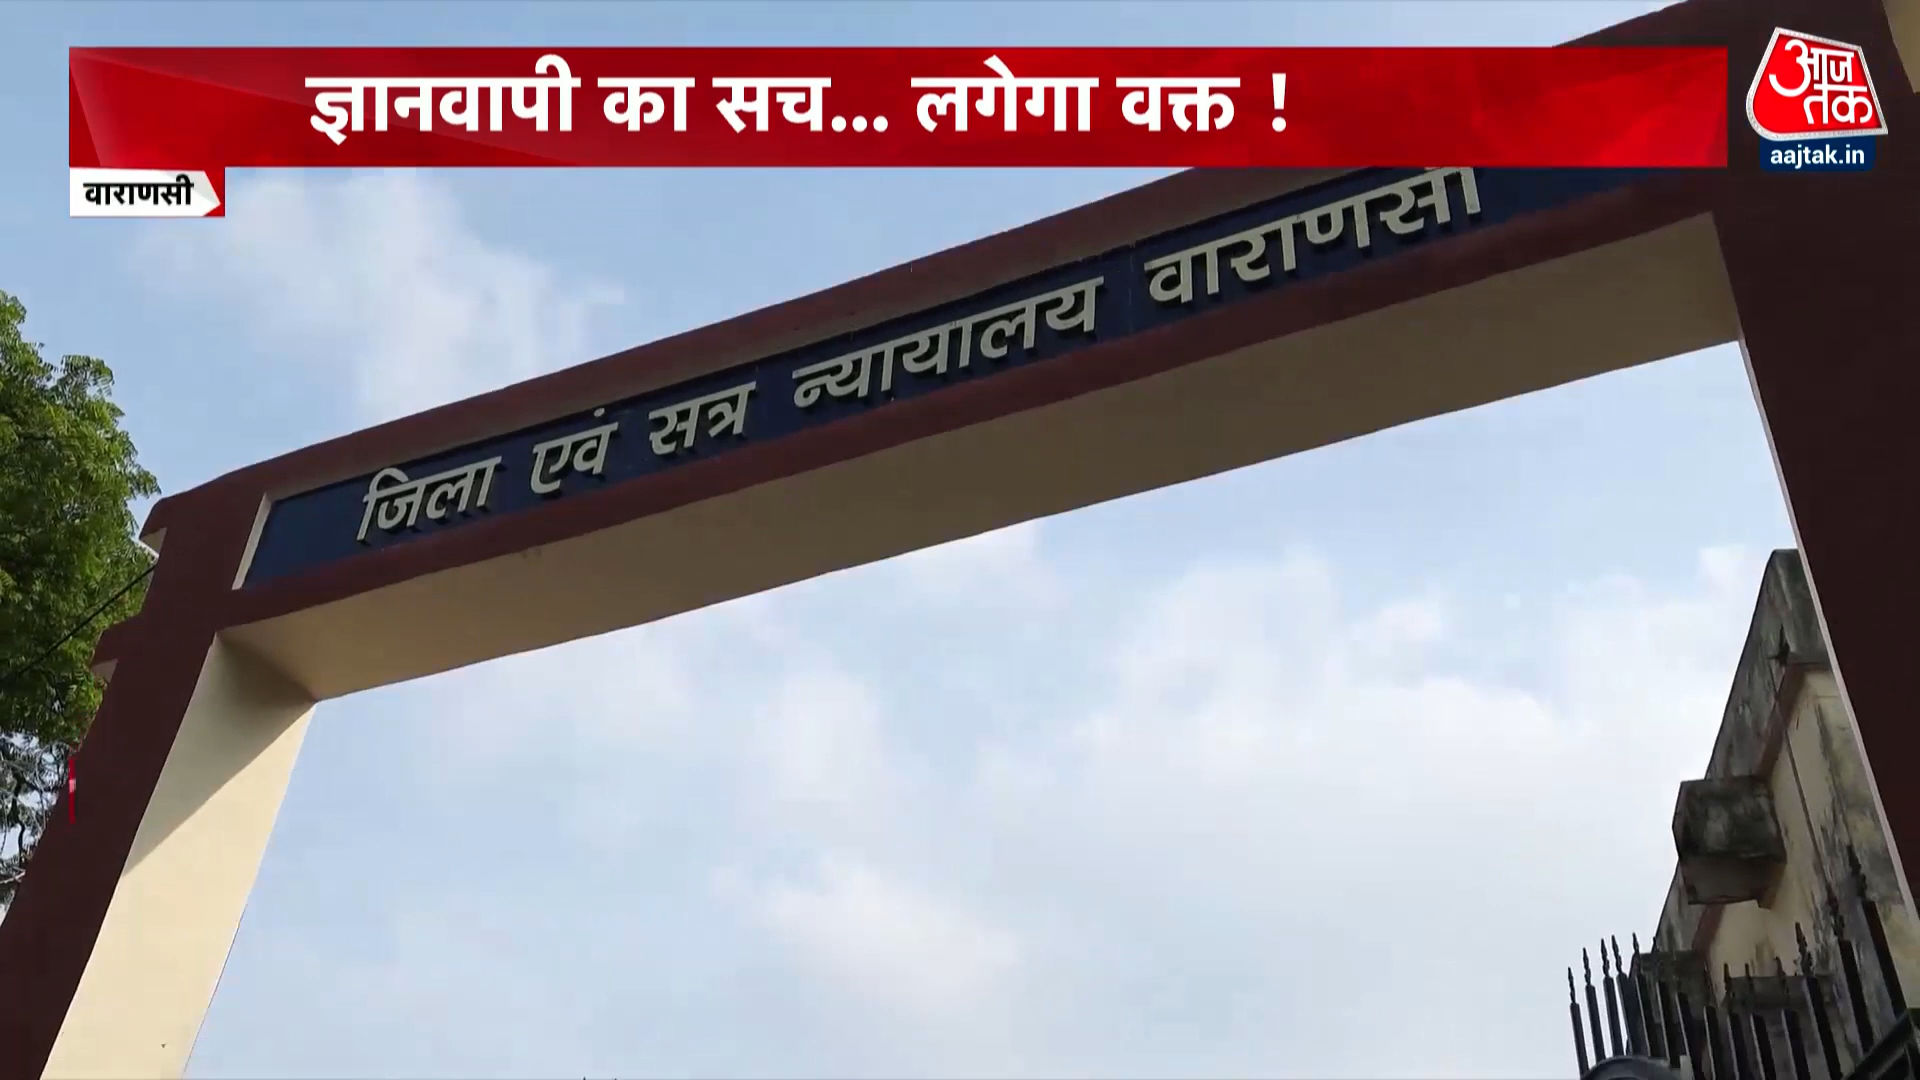 ज्ञानवापी का सच... लगेगा वक्त !
आज
तक
aajtak.in
वाराणसी
जिला एवं सत्र न्यायालय वाराणसी